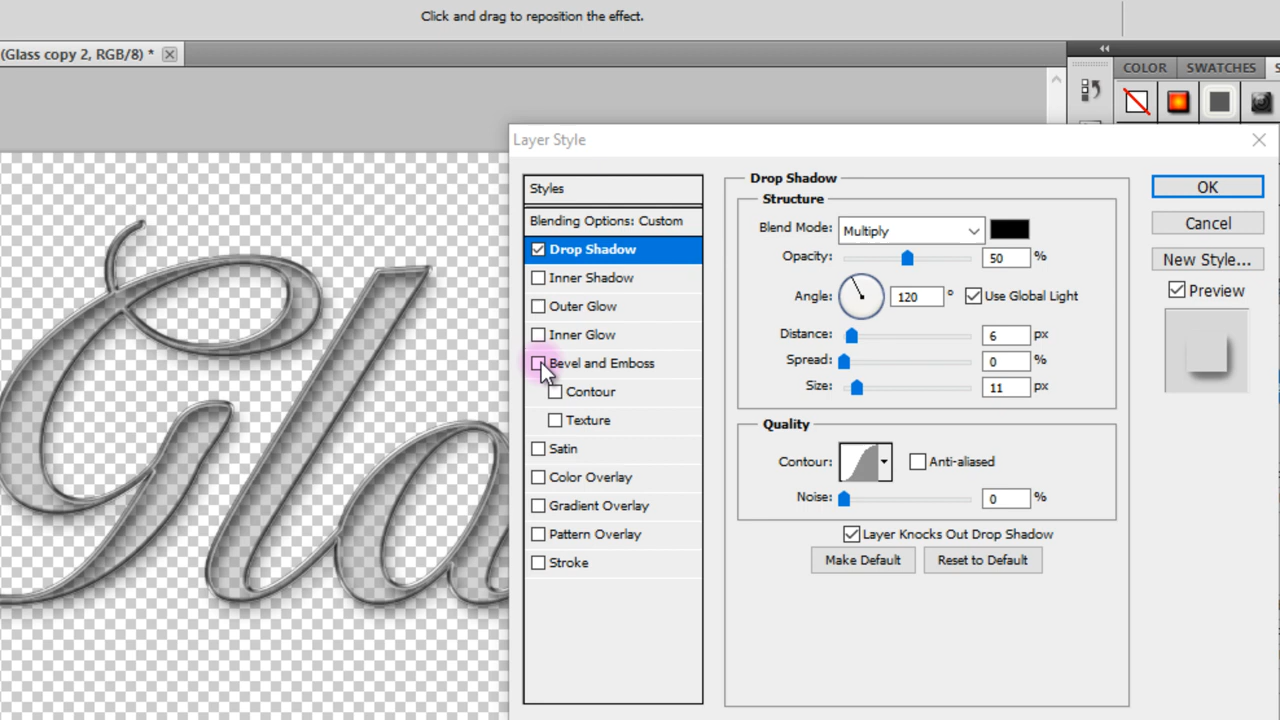 Click and drag to reposition the effect.
(Glass copy 2, RGB/8) *
COLOR SWATCHES S
Layer Style
Styles
Blending Options: Custom
Drop Shadow
Inner Shadow
Outer Glow
Inner Glow
Bevel and Emboss
Contour
Texture
Satin
Color Overlay
Gradient Overlay
Pattern Overlay
Stroke
Drop Shadow
Structure
Blend Mode: Multiply
Opacity: 50 %
Angle: 120 ° Use Global Light
Distance: 6 px
Spread: 0 %
Size: 11 px
Quality
Contour: Anti-aliased
Noise: 0 %
Layer Knocks Out Drop Shadow
Make Default Reset to Default
OK
Cancel
New Style...
Preview
Gla